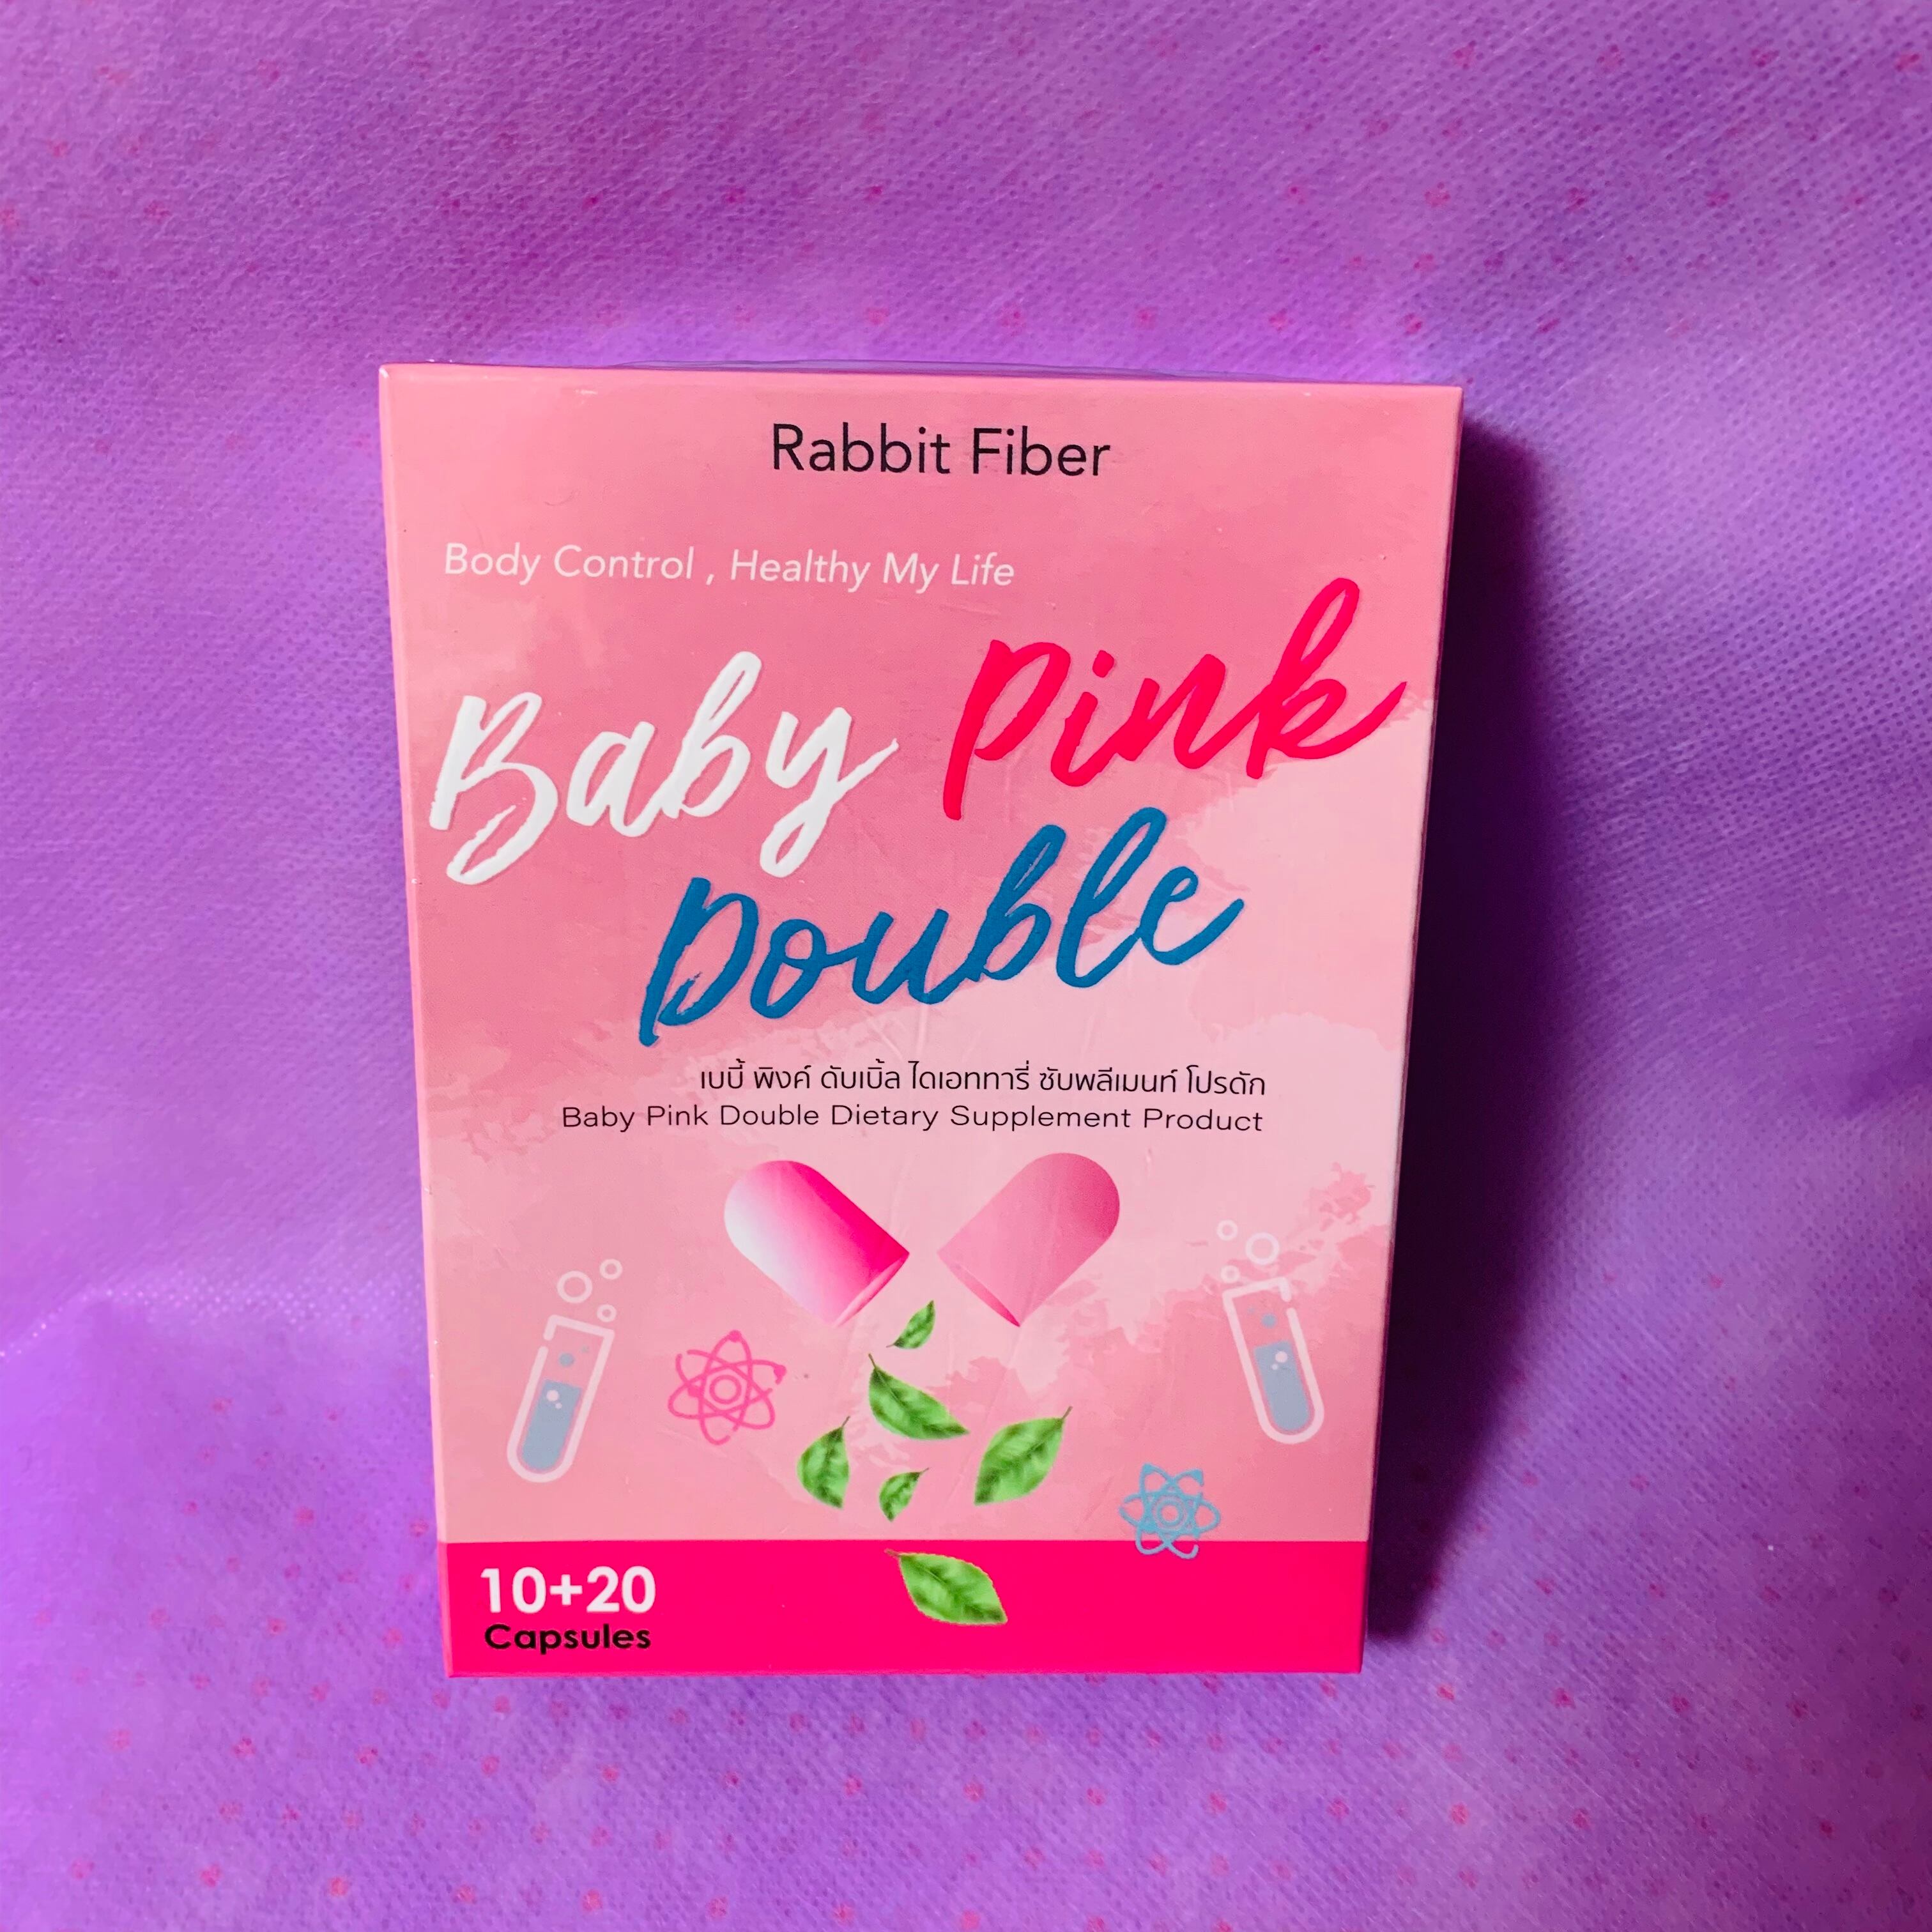 Rabbit Fiber
Body Control , Healthy My Life
Baby Pink
Double
เบบี้ พิงค์ ดับเบิ้ล ไดเอททารี่ ซับพลีเมนท์ โปรดัก
Baby Pink Double Dietary Supplement Product
10+20
Capsules